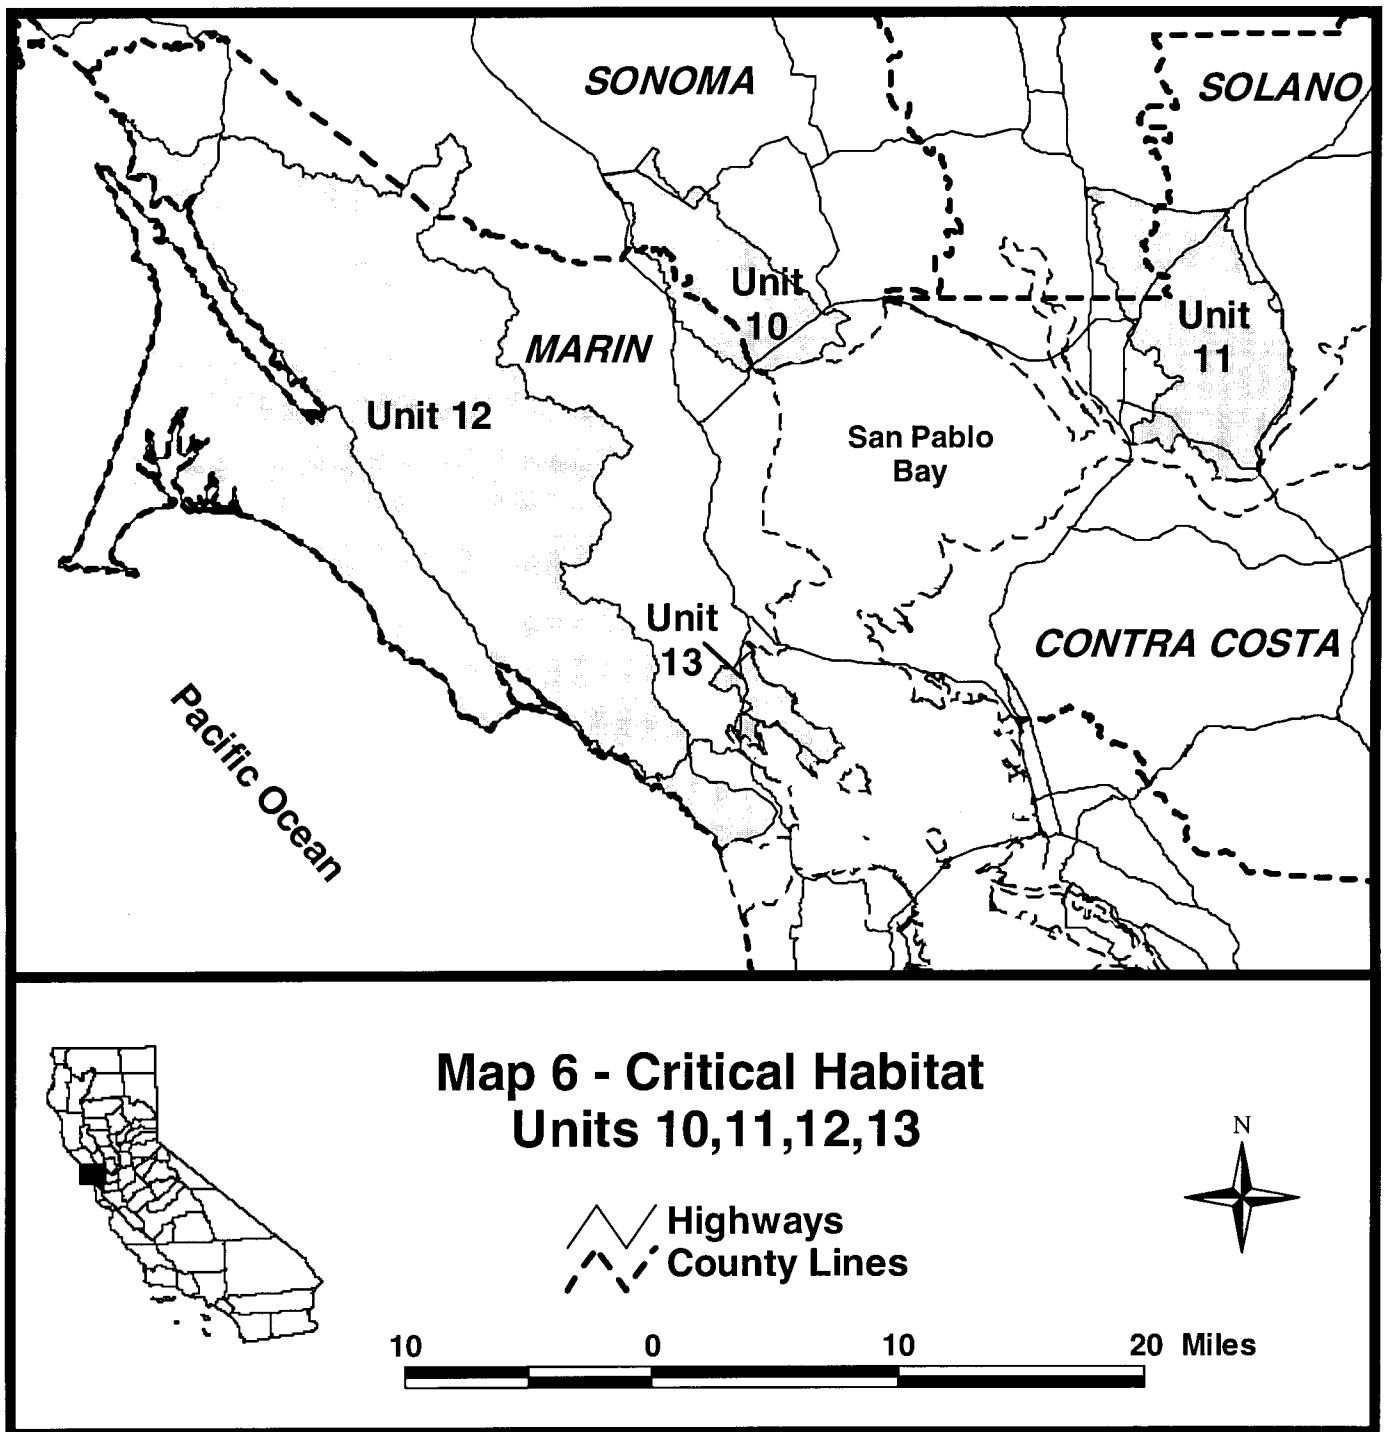 SONOMA
SOLANO
Unit
10
Unit
11
MARIN
Unit 12
San Pablo
Bay
Unit
13
CONTRA COSTA
Pacific Ocean
Map 6 - Critical Habitat
Units 10,11,12,13
N
Highways
County Lines
10 0 10 20 Miles